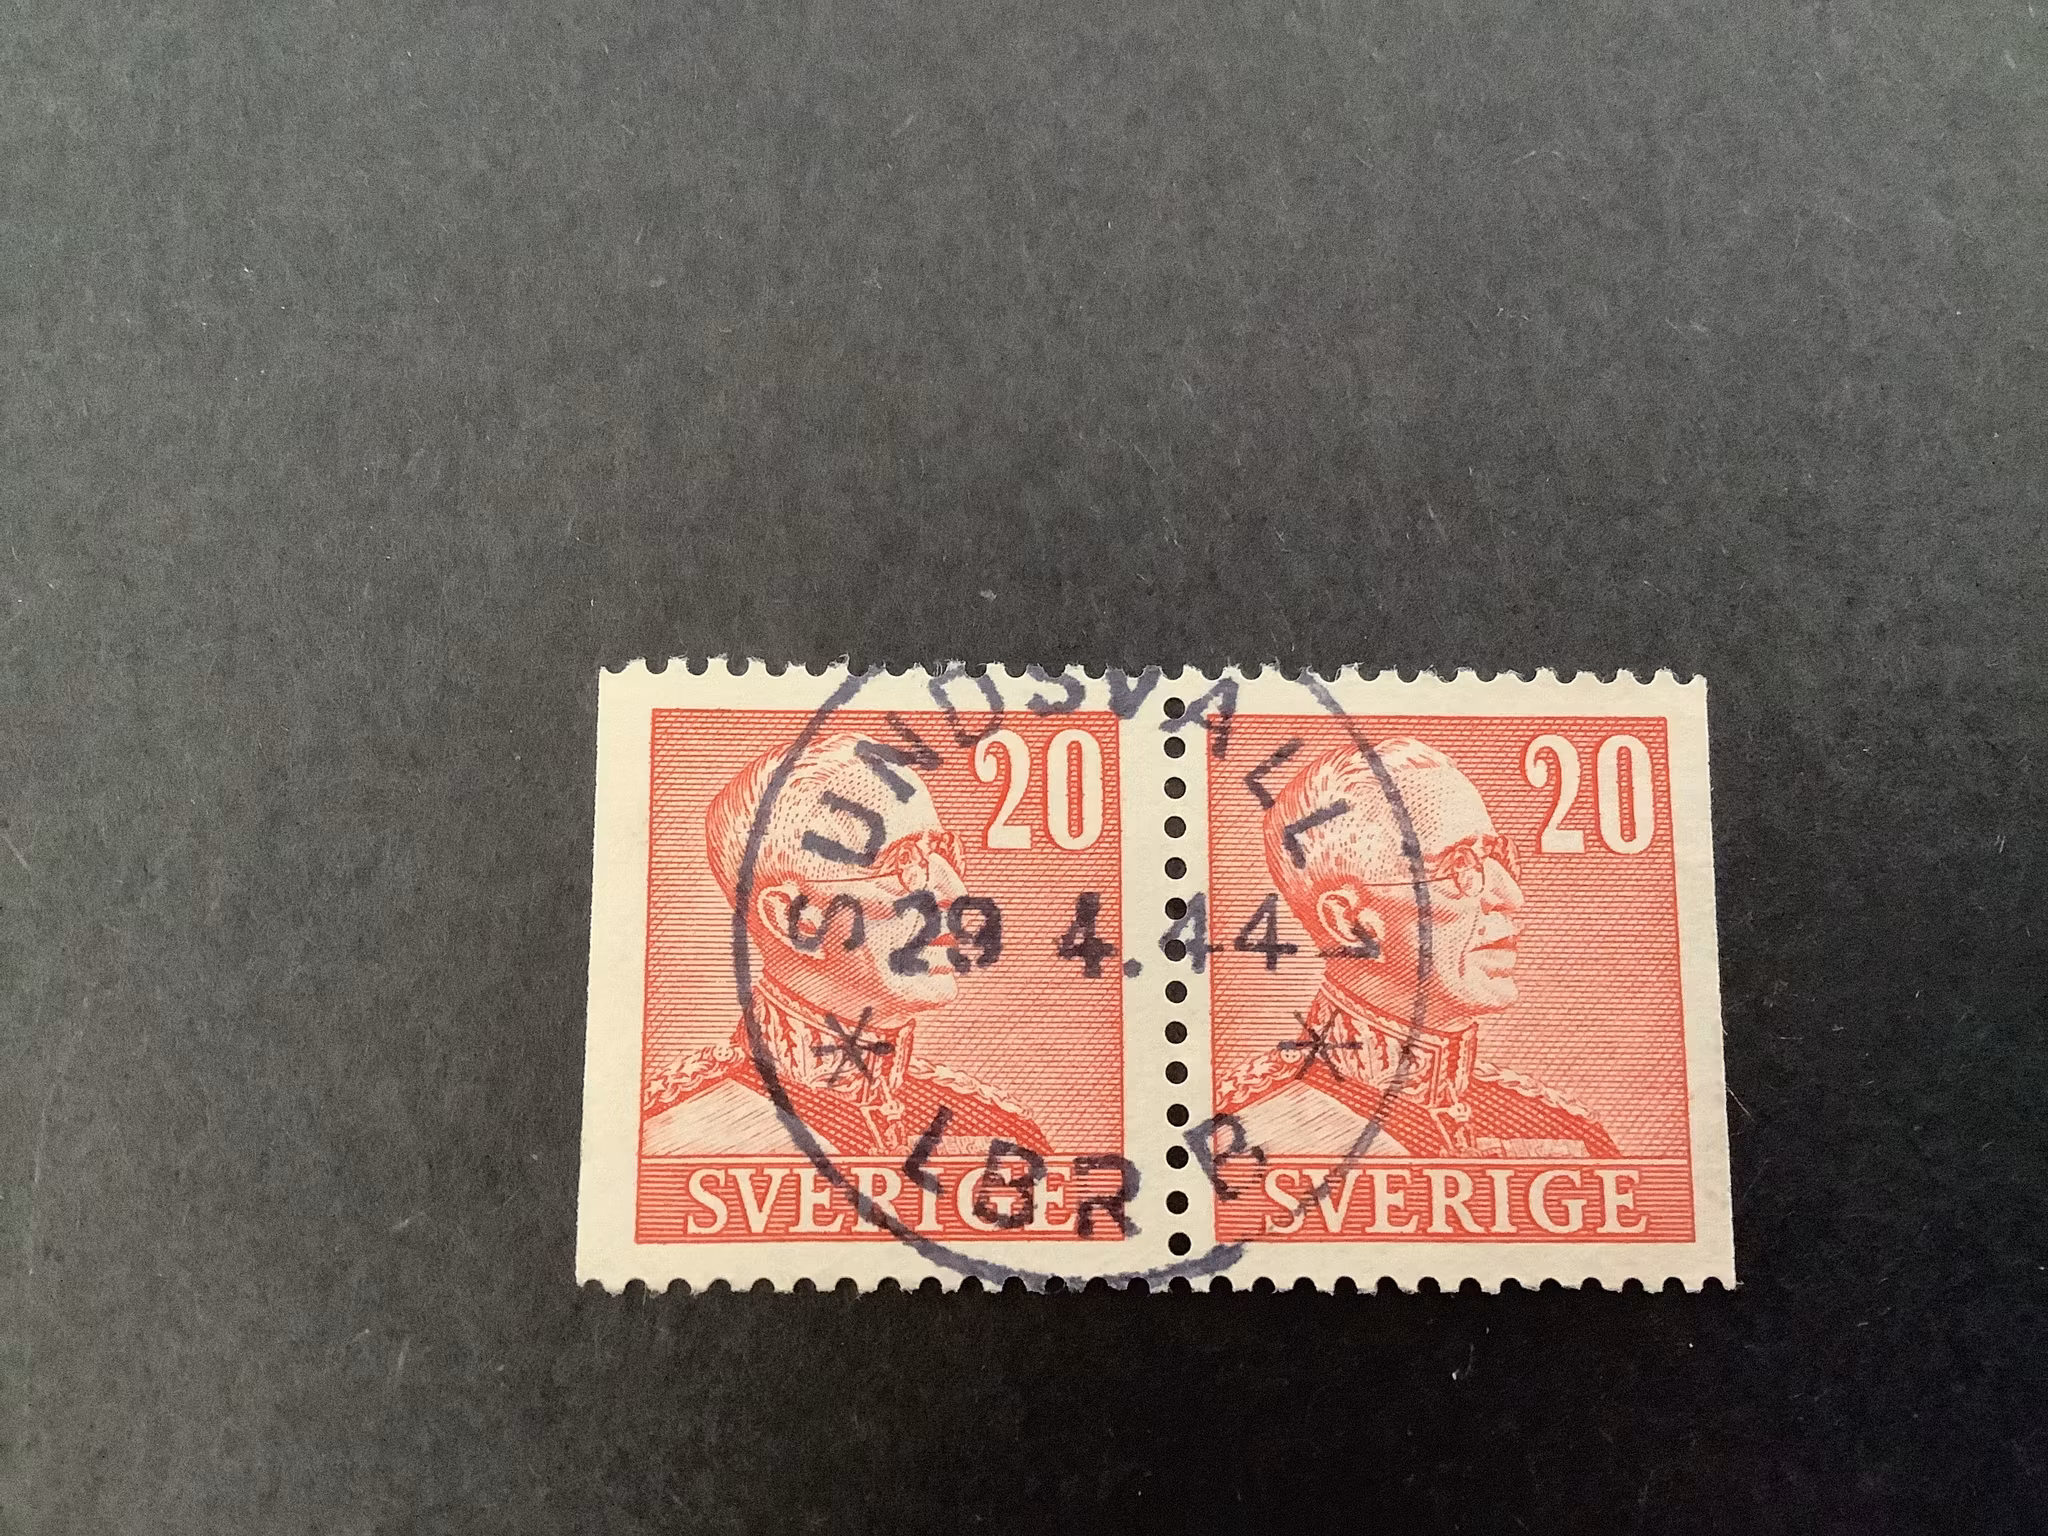 SUNDSVALL
20 20
29 4.44
* *
LBR B
SVERIGE SVERIGE